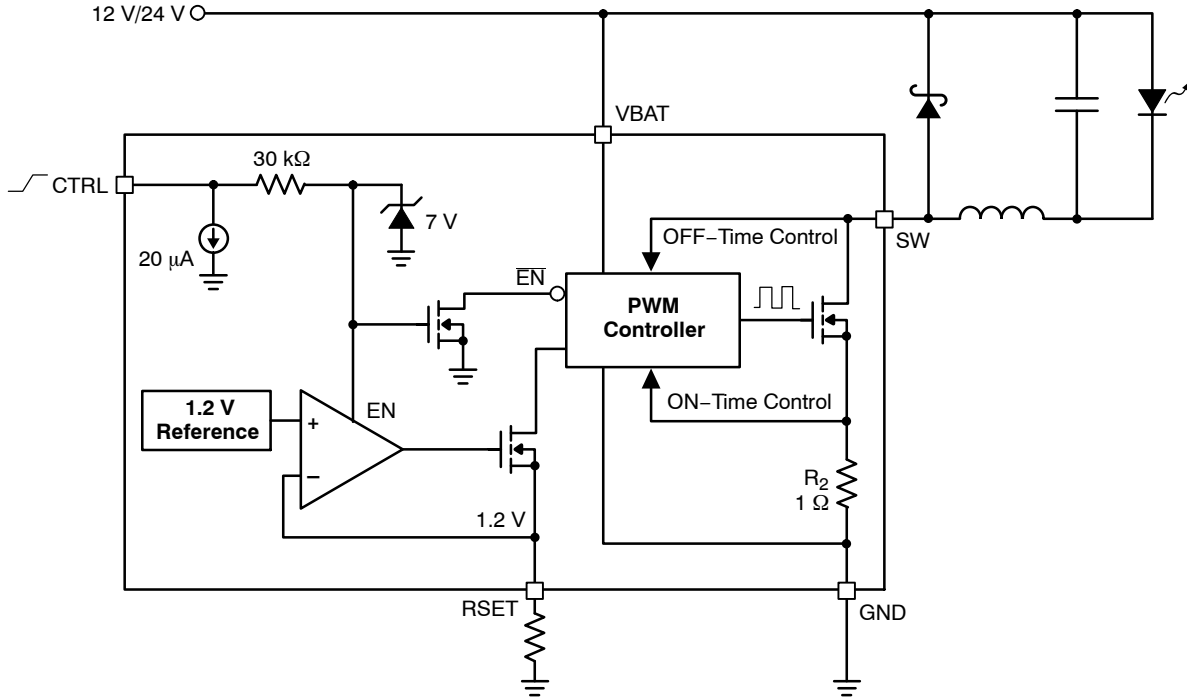 12 V/24 V
VBAT
30 kΩ
CTRL
7 V
SW
OFF−Time Control
20 μA
E̅N̅
PWM
Controller
ON−Time Control
1.2 V
Reference
EN
+
−
R₂
1 Ω
1.2 V
RSET
GND